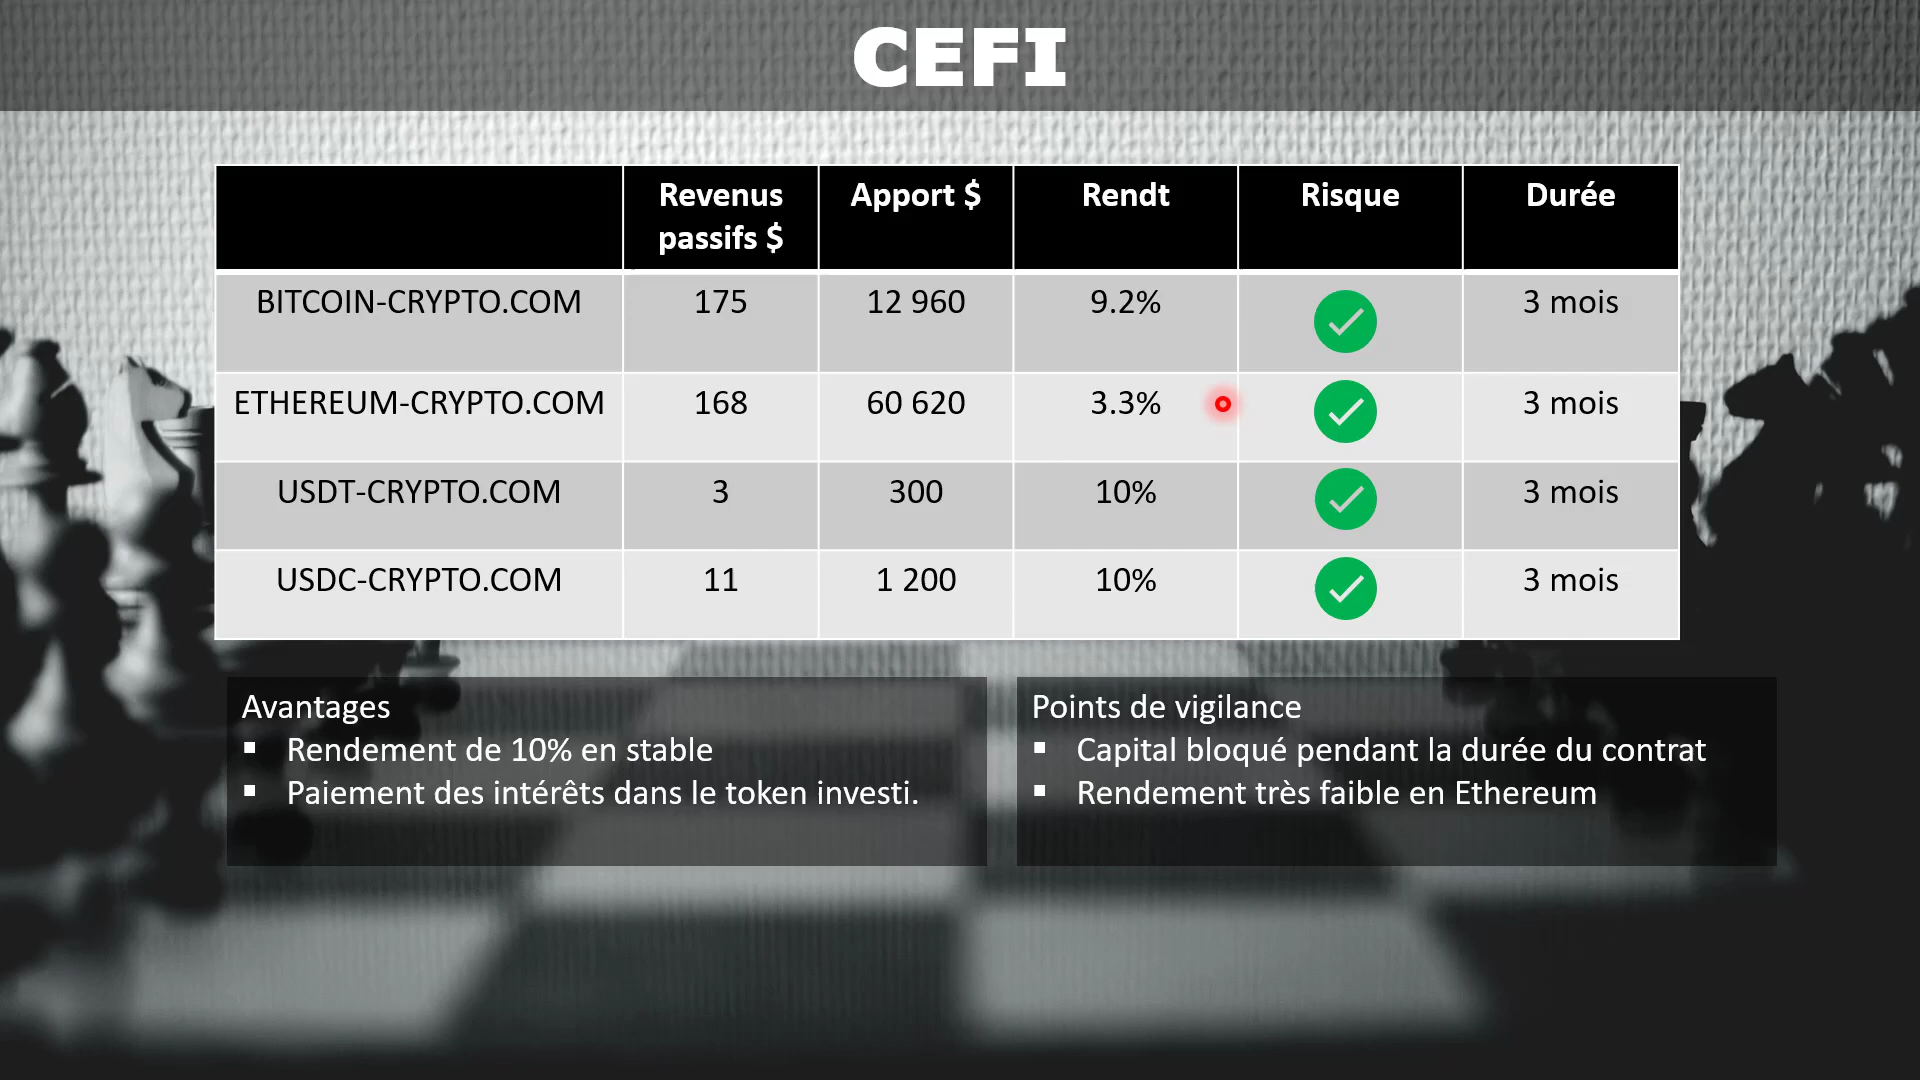 CEFI
Revenus passifs $ Apport $ Rendt Risque Durée
BITCOIN-CRYPTO.COM 175 12 960 9.2% 3 mois
ETHEREUM-CRYPTO.COM 168 60 620 3.3% 3 mois
USDT-CRYPTO.COM 3 300 10% 3 mois
USDC-CRYPTO.COM 11 1 200 10% 3 mois
Avantages
▪ Rendement de 10% en stable
▪ Paiement des intérêts dans le token investi.
Points de vigilance
▪ Capital bloqué pendant la durée du contrat
▪ Rendement très faible en Ethereum